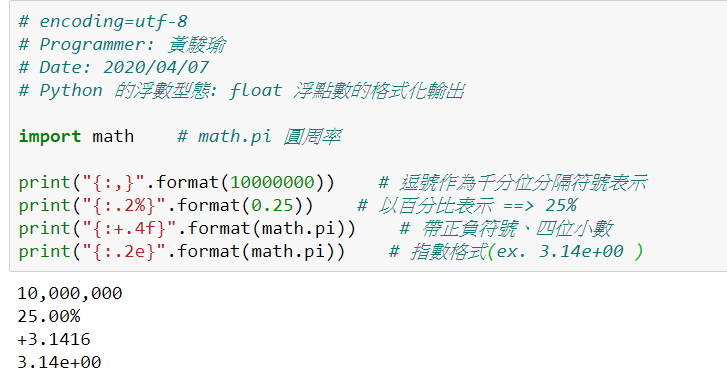 # encoding=utf-8
# Programmer: 黃駿瑜
# Date: 2020/04/07
# Python 的浮數型態: float 浮點數的格式化輸出
import math    # math.pi 圓周率
print("{:,}".format(10000000))    # 逗號作為千分位分隔符號表示
print("{:.2%}".format(0.25))    # 以百分比表示 ==> 25%
print("{:+.4f}".format(math.pi))    # 帶正負符號、四位小數
print("{:.2e}".format(math.pi))    # 指數格式(ex. 3.14e+00 )
10,000,000
25.00%
+3.1416
3.14e+00